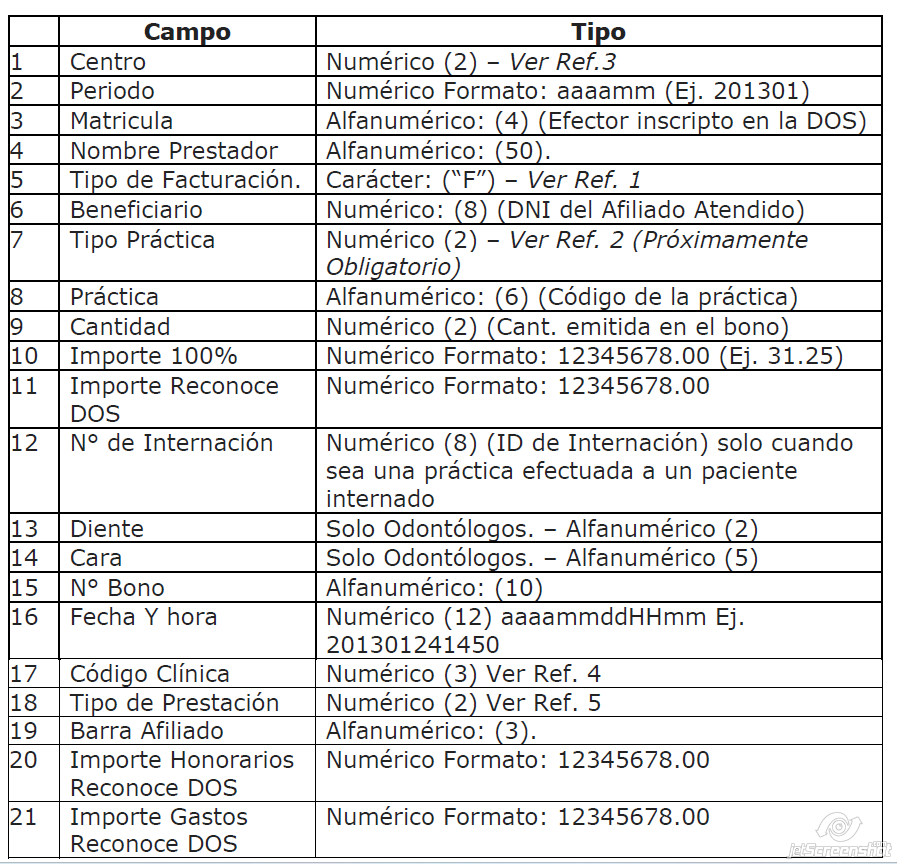 Campo Tipo
1 Centro Numérico (2) – Ver Ref.3
2 Periodo Numérico Formato: aaaamm (Ej. 201301)
3 Matricula Alfanumérico: (4) (Efector inscripto en la DOS)
4 Nombre Prestador Alfanumérico: (50).
5 Tipo de Facturación. Carácter: (“F”) – Ver Ref. 1
6 Beneficiario Numérico: (8) (DNI del Afiliado Atendido)
7 Tipo Práctica Numérico (2) – Ver Ref. 2 (Próximamente
Obligatorio)
8 Práctica Alfanumérico: (6) (Código de la práctica)
9 Cantidad Numérico (2) (Cant. emitida en el bono)
10 Importe 100% Numérico Formato: 12345678.00 (Ej. 31.25)
11 Importe Reconoce Numérico Formato: 12345678.00
DOS
12 N° de Internación Numérico (8) (ID de Internación) solo cuando
sea una práctica efectuada a un paciente
internado
13 Diente Solo Odontólogos. – Alfanumérico (2)
14 Cara Solo Odontólogos. – Alfanumérico (5)
15 N° Bono Alfanumérico: (10)
16 Fecha Y hora Numérico (12) aaaammddHHmm Ej.
201301241450
17 Código Clínica Numérico (3) Ver Ref. 4
18 Tipo de Prestación Numérico (2) Ver Ref. 5
19 Barra Afiliado Alfanumérico: (3).
20 Importe Honorarios Numérico Formato: 12345678.00
Reconoce DOS
21 Importe Gastos Numérico Formato: 12345678.00
Reconoce DOS
jetScreenshot